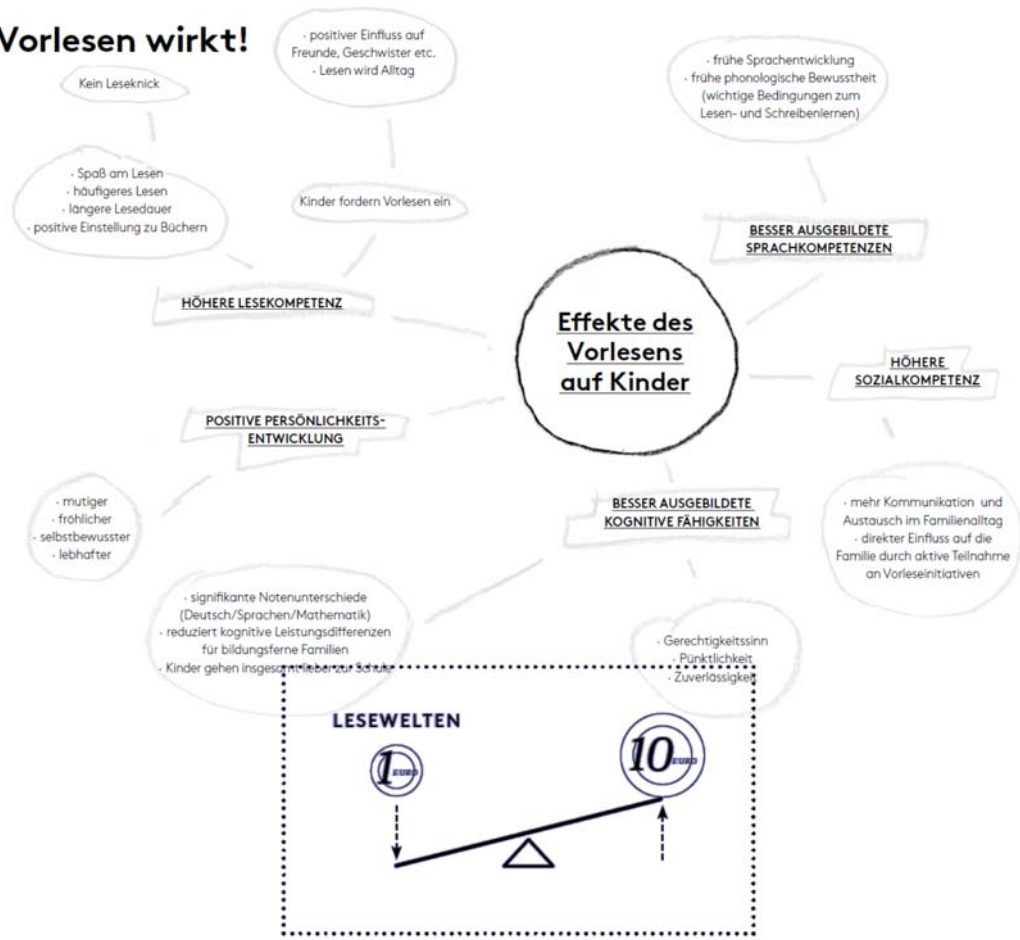 Vorlesen wirkt!
Kein Leseknick
· positiver Einfluss auf
Freunde, Geschwister etc.
· Lesen wird Alltag
· frühe Sprachentwicklung
· frühe phonologische Bewusstheit
(wichtige Bedingungen zum
Lesen- und Schreibenlernen)
· Spaß am Lesen
· häufigeres Lesen
· längere Lesedauer
· positive Einstellung zu Büchern
Kinder fordern Vorlesen ein
BESSER AUSGEBILDETE
SPRACHKOMPETENZEN
HÖHERE LESEKOMPETENZ
Effekte des
Vorlesens
auf Kinder
HÖHERE
SOZIALKOMPETENZ
POSITIVE PERSÖNLICHKEITS-
ENTWICKLUNG
· mutiger
· fröhlicher
· selbstbewusster
· lebhafter
BESSER AUSGEBILDETE
KOGNITIVE FÄHIGKEITEN
· mehr Kommunikation und
Austausch im Familienalltag
· direkter Einfluss auf die
Familie durch aktive Teilnahme
an Vorleseinitiativen
· signifikante Notenunterschiede
(Deutsch/Sprachen/Mathematik)
· reduziert kognitive Leistungsdifferenzen
für bildungsferne Familien
· Kinder gehen insgesamt lieber zur Schule
· Gerechtigkeitssinn
· Pünktlichkeit
· Zuverlässigkeit
LESEWELTEN
1 EURO
10 EURO